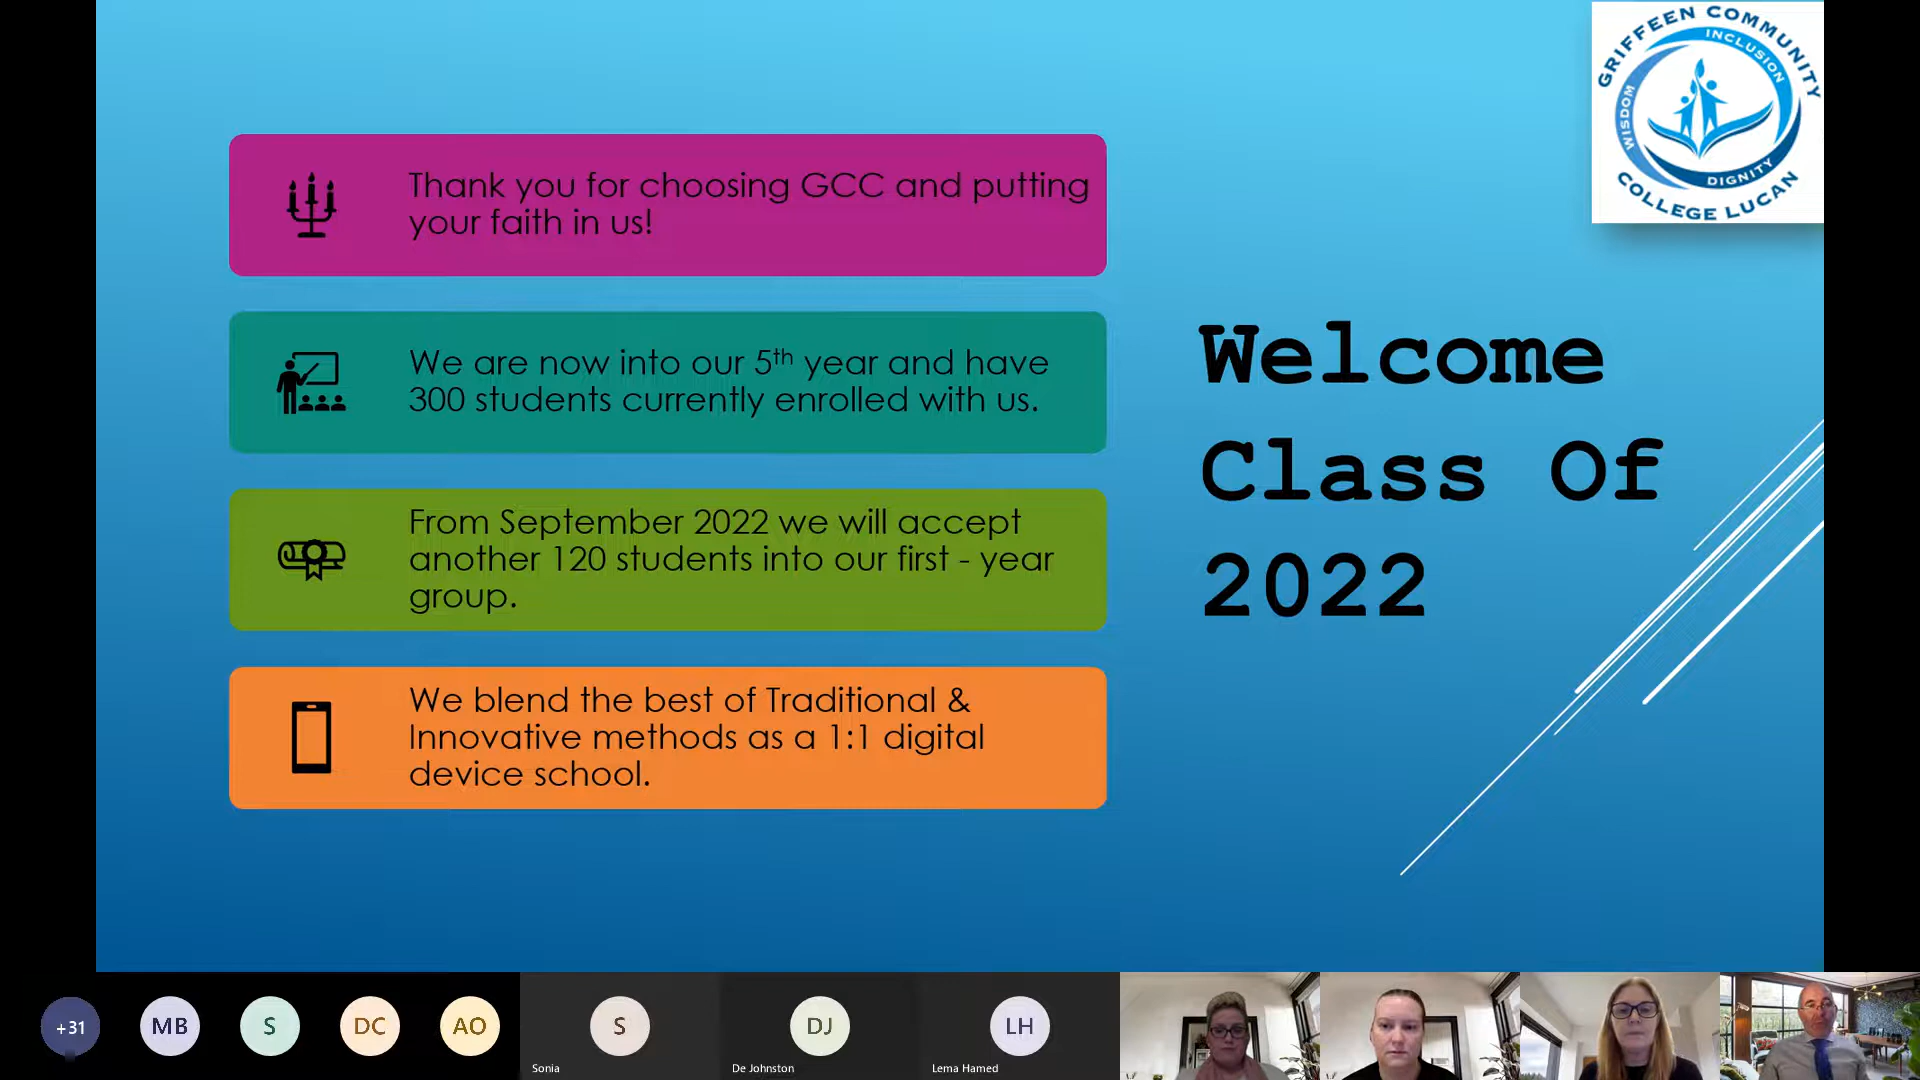 GRIFFEEN COMMUNITY
INCLUSION
WISDOM
DIGNITY
COLLEGE LUCAN
Thank you for choosing GCC and putting
your faith in us!
We are now into our 5th year and have
300 students currently enrolled with us.
From September 2022 we will accept
another 120 students into our first - year
group.
We blend the best of Traditional &
Innovative methods as a 1:1 digital
device school.
Welcome
Class Of
2022
+31
MB
S
DC
AO
S
DJ
LH
Sonia
De Johnston
Lema Hamed